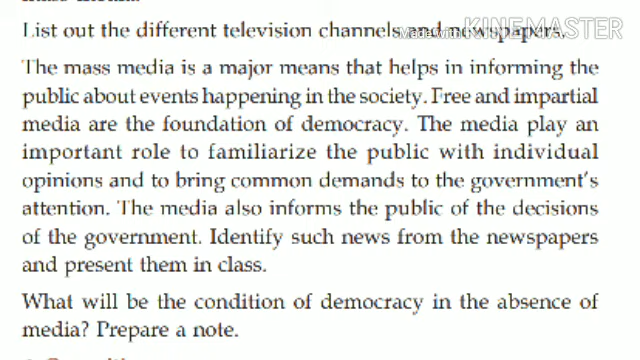 List out the different television channels and newspapers.
KINEMASTER
The mass media is a major means that helps in informing the
public about events happening in the society. Free and impartial
media are the foundation of democracy. The media play an
important role to familiarize the public with individual
opinions and to bring common demands to the government's
attention. The media also informs the public of the decisions
of the government. Identify such news from the newspapers
and present them in class.
What will be the condition of democracy in the absence of
media? Prepare a note.